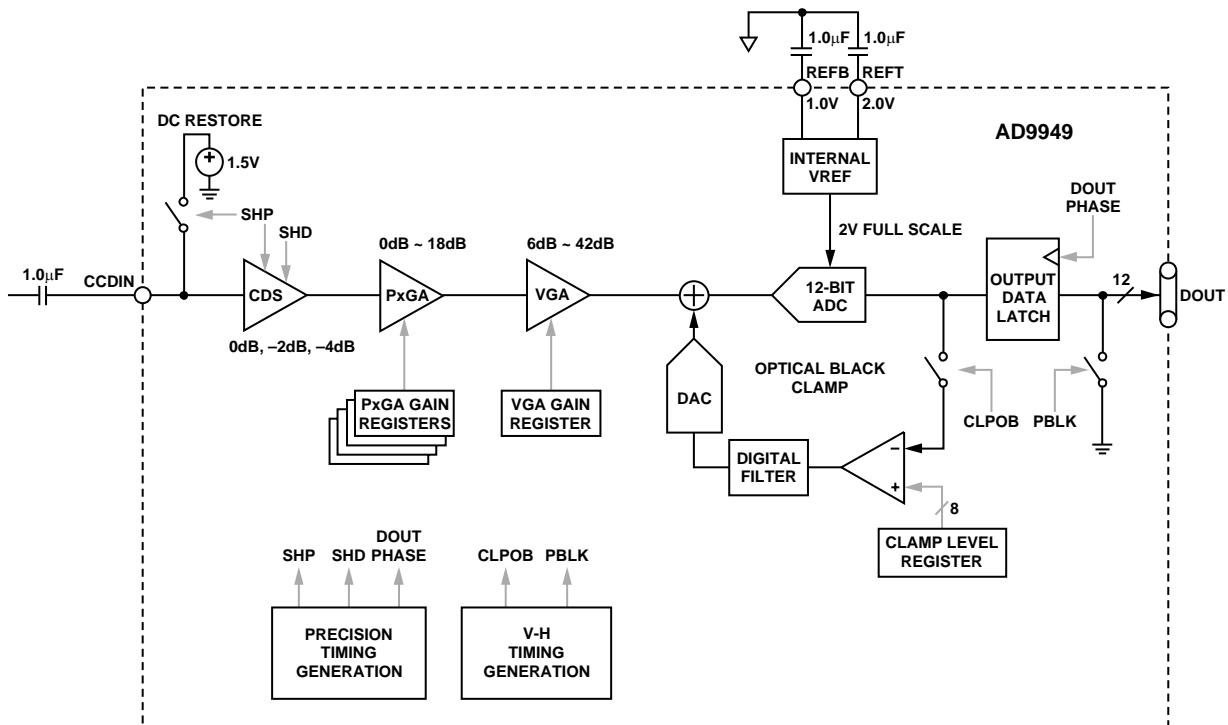 1.0μF 1.0μF
REFB REFT
1.0V 2.0V
DC RESTORE
AD9949
+ 1.5V
INTERNAL
VREF
DOUT
PHASE
SHP
SHD
0dB ~ 18dB
6dB ~ 42dB
2V FULL SCALE
1.0μF
CCDIN
CDS
PxGA
VGA
+
12-BIT
ADC
OUTPUT
DATA
LATCH
12
DOUT
0dB, –2dB, –4dB
OPTICAL BLACK
CLAMP
DAC
PxGA GAIN
REGISTERS
VGA GAIN
REGISTER
CLPOB
PBLK
DIGITAL
FILTER
–
+
8
CLAMP LEVEL
REGISTER
SHP
SHD
DOUT
PHASE
CLPOB
PBLK
PRECISION
TIMING
GENERATION
V-H
TIMING
GENERATION